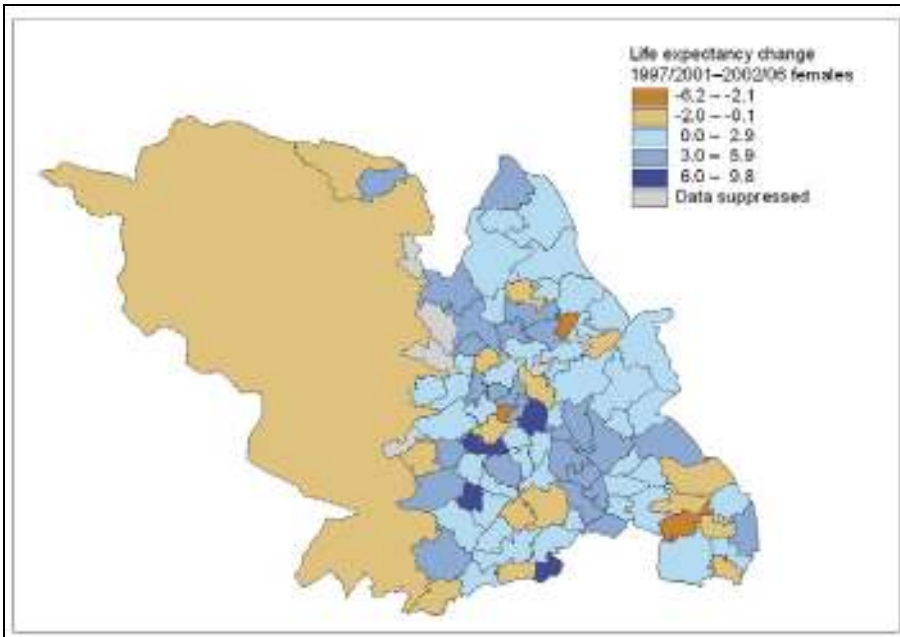 Life expectancy change
1997/2001–2002/06 females
-6.2 – -2.1
-2.0 – -0.1
0.0 – 2.9
3.0 – 5.9
6.0 – 9.8
Data suppressed